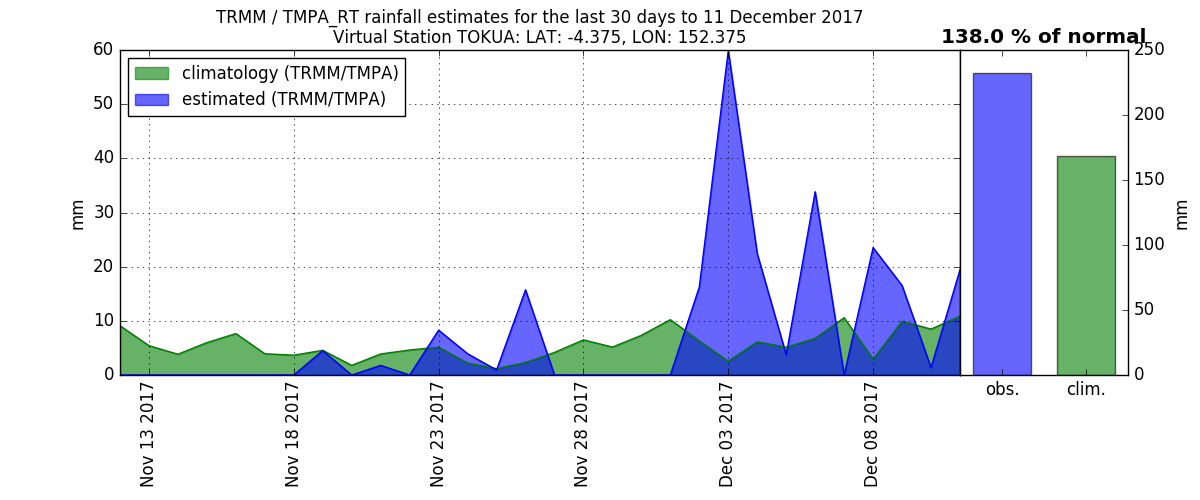 TRMM / TMPA_RT rainfall estimates for the last 30 days to 11 December 2017
Virtual Station TOKUA: LAT: -4.375, LON: 152.375
138.0 % of normal
climatology (TRMM/TMPA)
estimated (TRMM/TMPA)
60
50
40
30
20
10
0
mm
Nov 13 2017
Nov 18 2017
Nov 23 2017
Nov 28 2017
Dec 03 2017
Dec 08 2017
250
200
150
100
50
0
mm
obs.
clim.